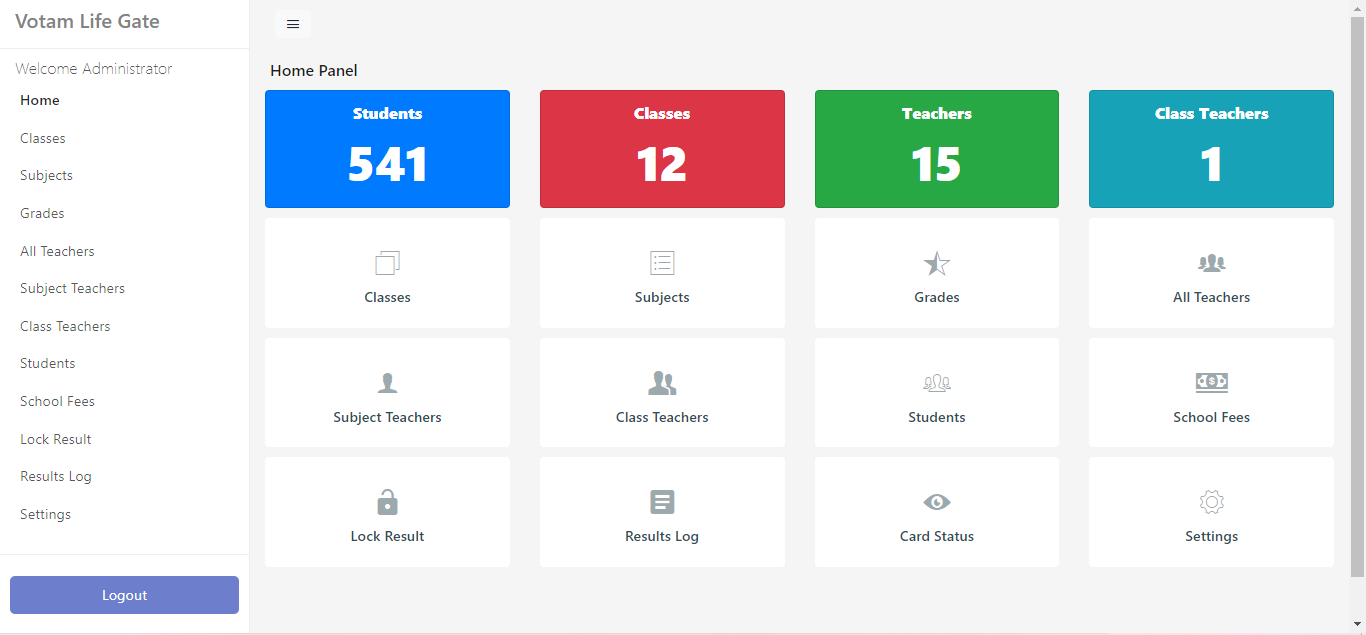 Votam Life Gate
Welcome Administrator
Home
Classes
Subjects
Grades
All Teachers
Subject Teachers
Class Teachers
Students
School Fees
Lock Result
Results Log
Settings
Logout
Home Panel
Students
541
Classes
12
Teachers
15
Class Teachers
1
Classes
Subjects
Grades
All Teachers
Subject Teachers
Class Teachers
Students
School Fees
Lock Result
Results Log
Card Status
Settings